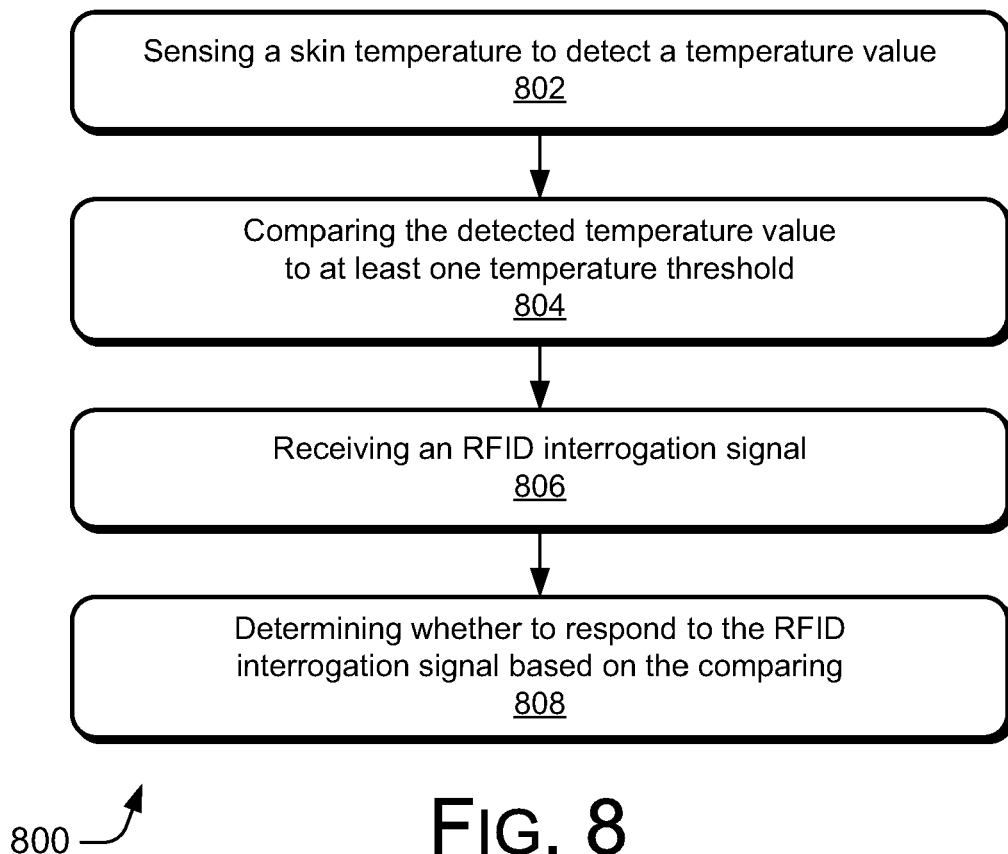 Sensing a skin temperature to detect a temperature value
802
Comparing the detected temperature value
to at least one temperature threshold
804
Receiving an RFID interrogation signal
806
Determining whether to respond to the RFID
interrogation signal based on the comparing
808
800
FIG. 8